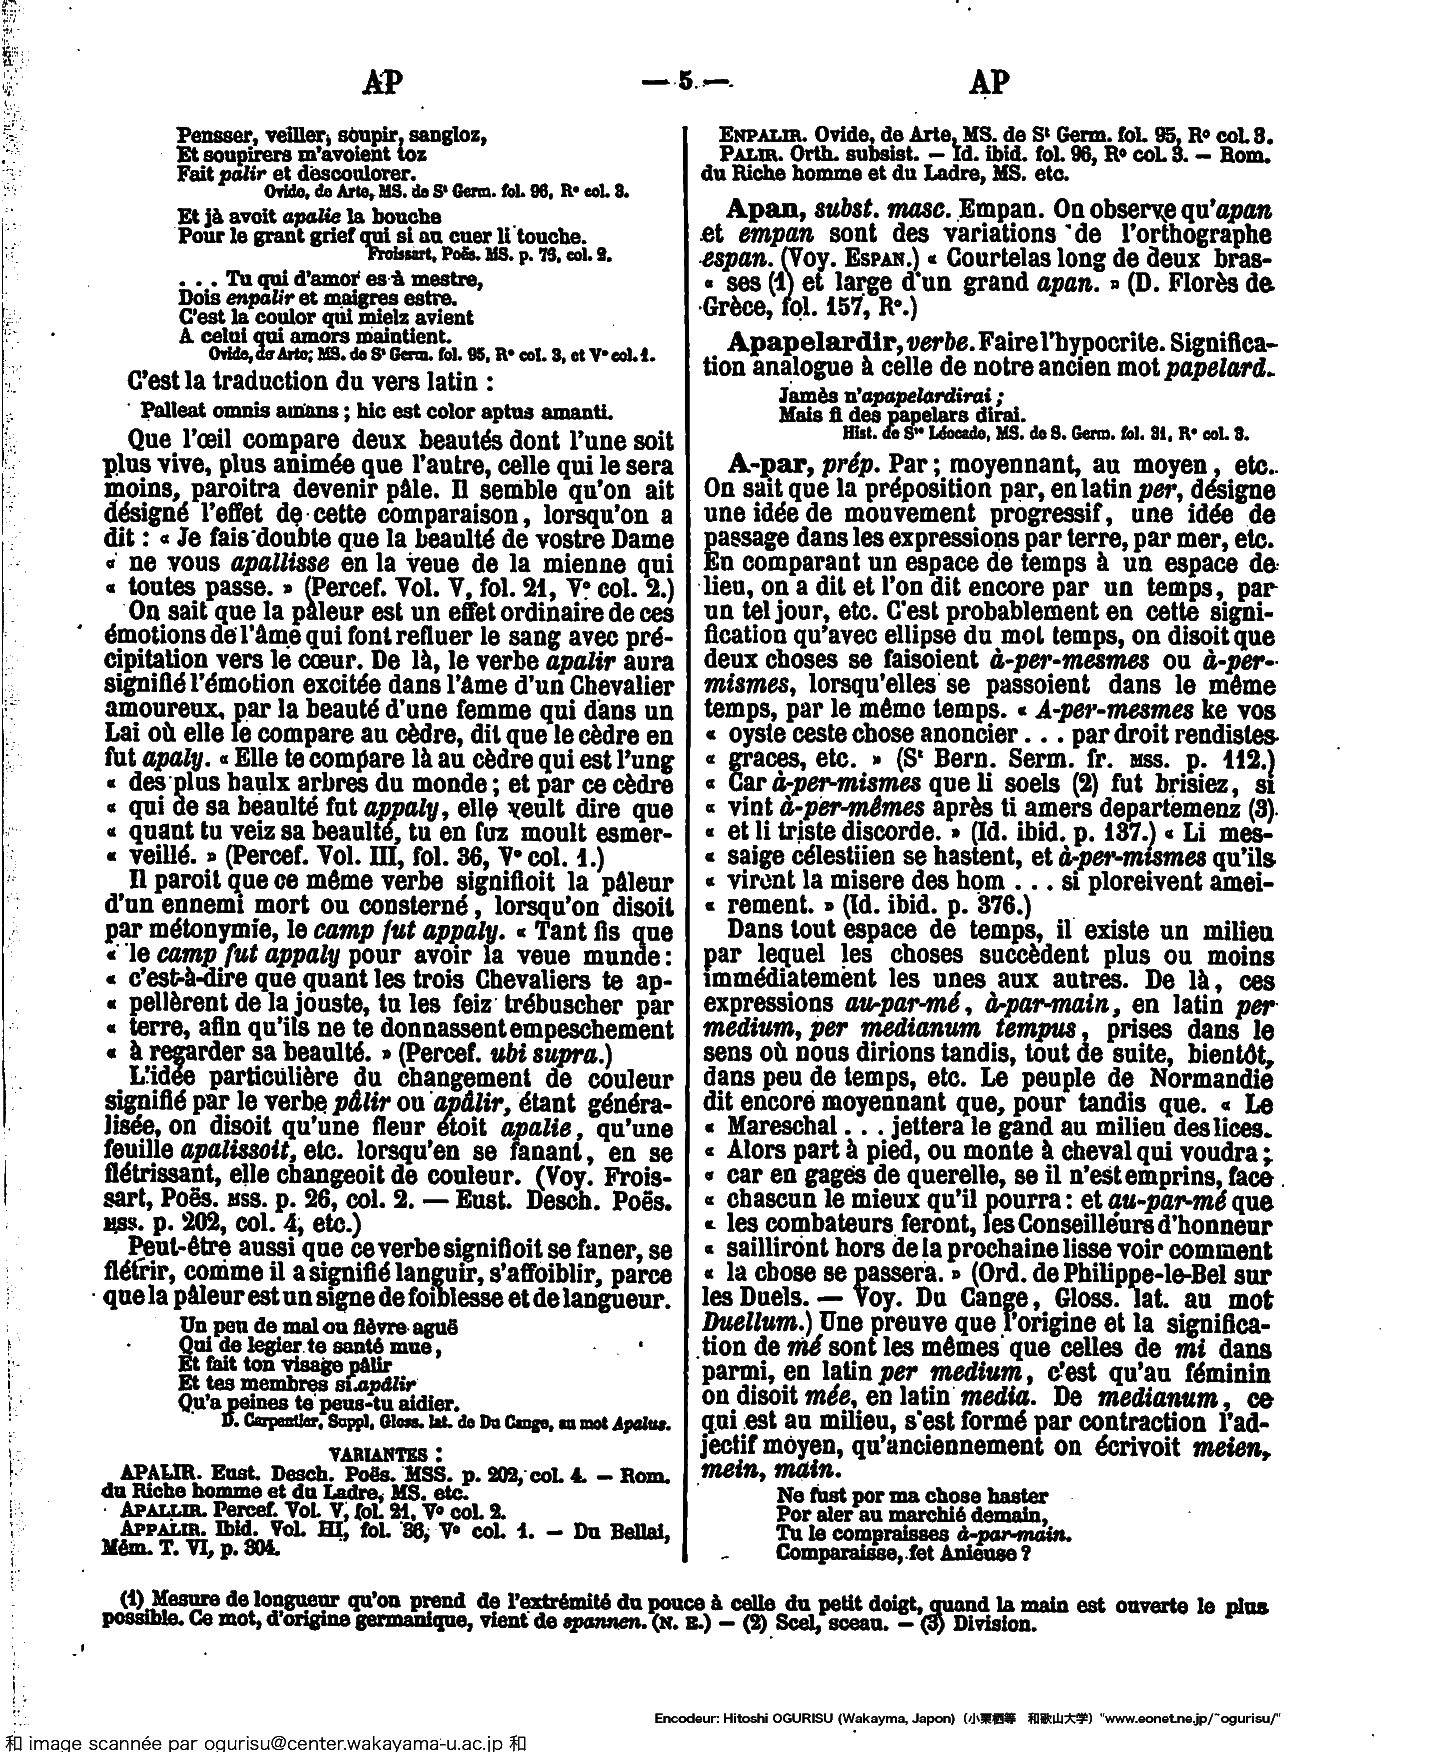 AP
— 5 —
AP
Pensser, veiller, soupir, sangloz,
Et soupirers m'avoient toz
Fait palir et descoulorer.
Ovide, de Arte, MS. de St Germ. fol. 96, Ro col. 3.
Et jà avoit apalie la bouche
Pour le grant grief qui si au cuer li touche.
Froissart, Poës. MS. p. 73, col. 2.
. . . Tu qui d'amor es à mestre,
Dois enpalir et maigres estre.
C'est la coulor qui mielz avient
A celui qui amors maintient.
Ovide, de Arte, MS. de St Germ. fol. 95, Ro col. 3, et Vo col. 1.
C'est la traduction du vers latin :
Palleat omnis amans ; hic est color aptus amanti.
Que l'œil compare deux beautés dont l'une soit
plus vive, plus animée que l'autre, celle qui le sera
moins, paroitra devenir pâle. Il semble qu'on ait
désigné l'effet de cette comparaison, lorsqu'on a
dit : « Je fais doubte que la beaulté de vostre Dame
« ne vous apallisse en la veue de la mienne qui
« toutes passe. » (Percef. Vol. V, fol. 21, Vo col. 2.)
On sait que la pâleur est un effet ordinaire de ces
émotions de l'âme qui font refluer le sang avec pré-
cipitation vers le cœur. De là, le verbe apalir aura
signifié l'émotion excitée dans l'âme d'un Chevalier
amoureux, par la beauté d'une femme qui dans un
Lai où elle le compare au cèdre, dit que le cèdre en
fut apaly. « Elle te compare là au cèdre qui est l'ung
« des plus haulx arbres du monde ; et par ce cèdre
« qui de sa beaulté fut appaly, elle veult dire que
« quant tu veiz sa beaulté, tu en fuz moult esmer-
« veillé. » (Percef. Vol. III, fol. 36, Vo col. 1.)
Il paroit que ce même verbe signifioit la pâleur
d'un ennemi mort ou consterné, lorsqu'on disoit
par métonymie, le camp fut appaly. « Tant fis que
« le camp fut appaly pour avoir la veue munde :
« c'est-à-dire que quant les trois Chevaliers te ap-
« pellèrent de la jouste, tu les feiz trébuscher par
« terre, afin qu'ils ne te donnassent empeschement
« à regarder sa beaulté. » (Percef. ubi supra.)
L'idée particulière du changement de couleur
signifié par le verbe pâlir ou apâlir, étant généra-
lisée, on disoit qu'une fleur étoit apalie, qu'une
feuille apalissoit, etc. lorsqu'en se fanant, en se
flétrissant, elle changeoit de couleur. (Voy. Frois-
sart, Poës. MSS. p. 26, col. 2. — Eust. Desch. Poës.
MSS. p. 202, col. 4, etc.)
Peut-être aussi que ce verbe signifioit se faner, se
flétrir, comme il a signifié languir, s'affoiblir, parce
que la pâleur est un signe de foiblesse et de langueur.
Un peu de mal ou fièvre aguë
Qui de legier te santé mue,
Et fait ton visage pâlir
Et tes membres si apâlir
Qu'a peines te peus-tu aidier.
D. Carpentier, Suppl, Gloss. lat. de Du Cange, au mot Apalus.
VARIANTES :
APALIR. Eust. Desch. Poës. MSS. p. 202, col. 4. — Rom.
du Riche homme et du Ladre, MS. etc.
APALLIR. Percef. Vol. V, fol. 21, Vo col. 2.
APPALIR. Ibid. Vol. III, fol. 36, Vo col. 1. — Du Bellai,
Mém. T. VI, p. 304.
ENPALIR. Ovide, de Arte, MS. de St Germ. fol. 95, Ro col. 3.
PALIR. Orth. subsist. — Id. ibid. fol. 96, Ro col. 3. — Rom.
du Riche homme et du Ladre, MS. etc.
Apan, subst. masc. Empan. On observe qu'apan
et empan sont des variations de l'orthographe
espan. (Voy. ESPAN.) « Courtelas long de deux bras-
« ses (1) et large d'un grand apan. » (D. Florès de
Grèce, fol. 157, Ro.)
Apapelardir, verbe. Faire l'hypocrite. Significa-
tion analogue à celle de notre ancien mot papelard.
Jamès n'apapelardirai ;
Mais fi des papelars dirai.
Hist. de Ste Léocade, MS. de S. Germ. fol. 31, Ro col. 3.
A-par, prép. Par ; moyennant, au moyen, etc.
On sait que la préposition par, en latin per, désigne
une idée de mouvement progressif, une idée de
passage dans les expressions par terre, par mer, etc.
En comparant un espace de temps à un espace de
lieu, on a dit et l'on dit encore par un temps, par
un tel jour, etc. C'est probablement en cette signi-
fication qu'avec ellipse du mot temps, on disoit que
deux choses se faisoient à-per-mesmes ou à-per-
mismes, lorsqu'elles se passoient dans le même
temps, par le même temps. « A-per-mesmes ke vos
« oyste ceste chose anoncier . . . par droit rendistes
« graces, etc. » (St Bern. Serm. fr. MSS. p. 112.)
« Car à-per-mismes que li soels (2) fut brisiez, si
« vint à-per-mêmes après ti amers departemenz (3)
« et li triste discorde. » (Id. ibid. p. 137.) « Li mes-
« saige célestiien se hastent, et à-per-mismes qu'ils
« viront la misere des hom . . . si ploreivent amei-
« rement. » (Id. ibid. p. 376.)
Dans tout espace de temps, il existe un milieu
par lequel les choses succèdent plus ou moins
immédiatement les unes aux autres. De là, ces
expressions au-par-mé, à-par-main, en latin per
medium, per medianum tempus, prises dans le
sens où nous dirions tandis, tout de suite, bientôt,
dans peu de temps, etc. Le peuple de Normandie
dit encore moyennant que, pour tandis que. « Le
« Mareschal . . . jettera le gand au milieu des lices.
« Alors part à pied, ou monte à cheval qui voudra ;
« car en gages de querelle, se il n'est emprins, face
« chascun le mieux qu'il pourra : et au-par-mé que
« les combateurs feront, les Conseilleurs d'honneur
« sailliront hors de la prochaine lisse voir comment
« la chose se passera. » (Ord. de Philippe-le-Bel sur
les Duels. — Voy. Du Cange, Gloss. lat. au mot
Duellum.) Une preuve que l'origine et la significa-
tion de mé sont les mêmes que celles de mi dans
parmi, en latin per medium, c'est qu'au féminin
on disoit mée, en latin media. De medianum, ce
qui est au milieu, s'est formé par contraction l'ad-
jectif moyen, qu'anciennement on écrivoit meien,
mein, main.
Ne fust por ma chose haster
Por aler au marchié demain,
Tu le compraisses à-par-main.
Comparaisse, fet Anieuse ?
(1) Mesure de longueur qu'on prend de l'extrémité du pouce à celle du petit doigt, quand la main est ouverte le plus
possible. Ce mot, d'origine germanique, vient de spannen. (N. E.) — (2) Scel, sceau. — (3) Division.
Encodeur: Hitoshi OGURISU (Wakayma, Japon) (小栗栖等 和歌山大学) "www.eonet.ne.jp/~ogurisu/"
和 image scannée par ogurisu@center.wakayama-u.ac.jp 和